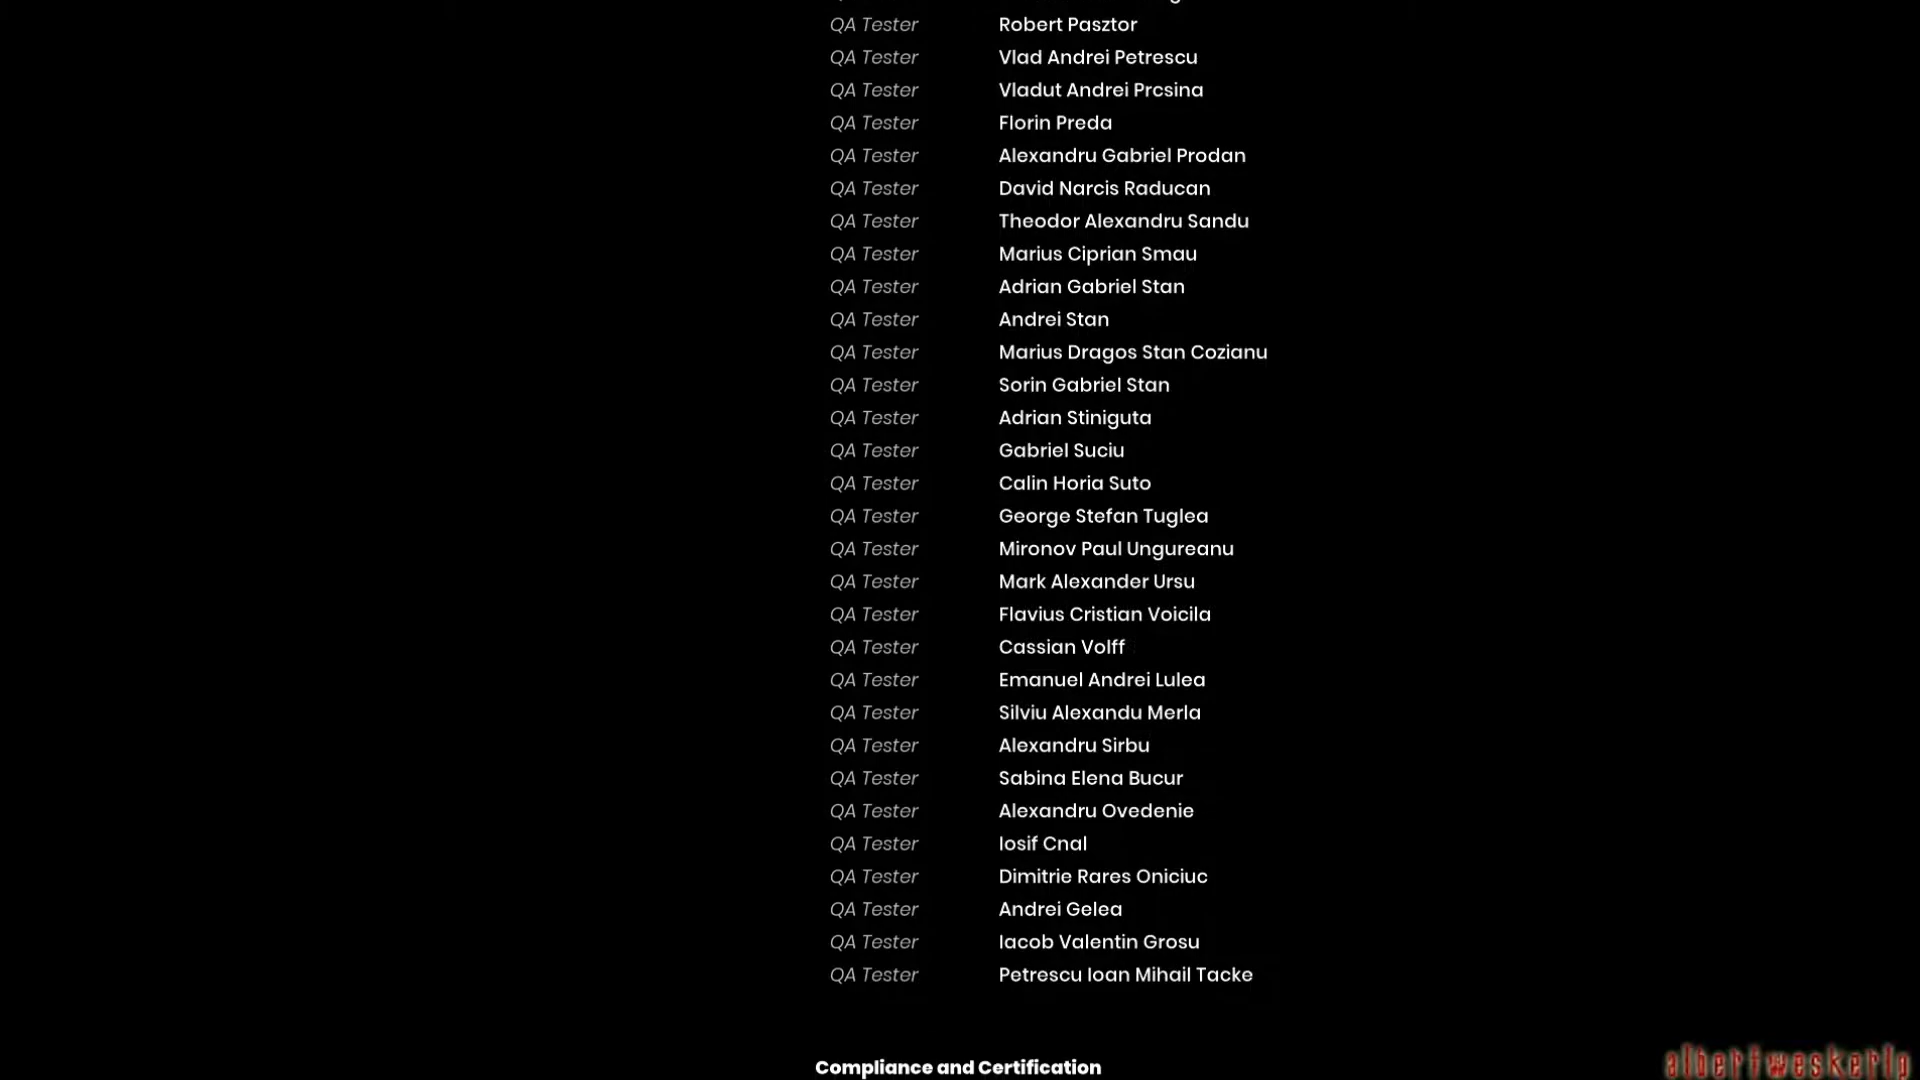 QA Tester Robert Pasztor
QA Tester Vlad Andrei Petrescu
QA Tester Vladut Andrei Prcsina
QA Tester Florin Preda
QA Tester Alexandru Gabriel Prodan
QA Tester David Narcis Raducan
QA Tester Theodor Alexandru Sandu
QA Tester Marius Ciprian Smau
QA Tester Adrian Gabriel Stan
QA Tester Andrei Stan
QA Tester Marius Dragos Stan Cozianu
QA Tester Sorin Gabriel Stan
QA Tester Adrian Stiniguta
QA Tester Gabriel Suciu
QA Tester Calin Horia Suto
QA Tester George Stefan Tuglea
QA Tester Mironov Paul Ungureanu
QA Tester Mark Alexander Ursu
QA Tester Flavius Cristian Voicila
QA Tester Cassian Volff
QA Tester Emanuel Andrei Lulea
QA Tester Silviu Alexandu Merla
QA Tester Alexandru Sirbu
QA Tester Sabina Elena Bucur
QA Tester Alexandru Ovedenie
QA Tester Iosif Cnal
QA Tester Dimitrie Rares Oniciuc
QA Tester Andrei Gelea
QA Tester Iacob Valentin Grosu
QA Tester Petrescu Ioan Mihail Tacke
Compliance and Certification
albertweskerlp